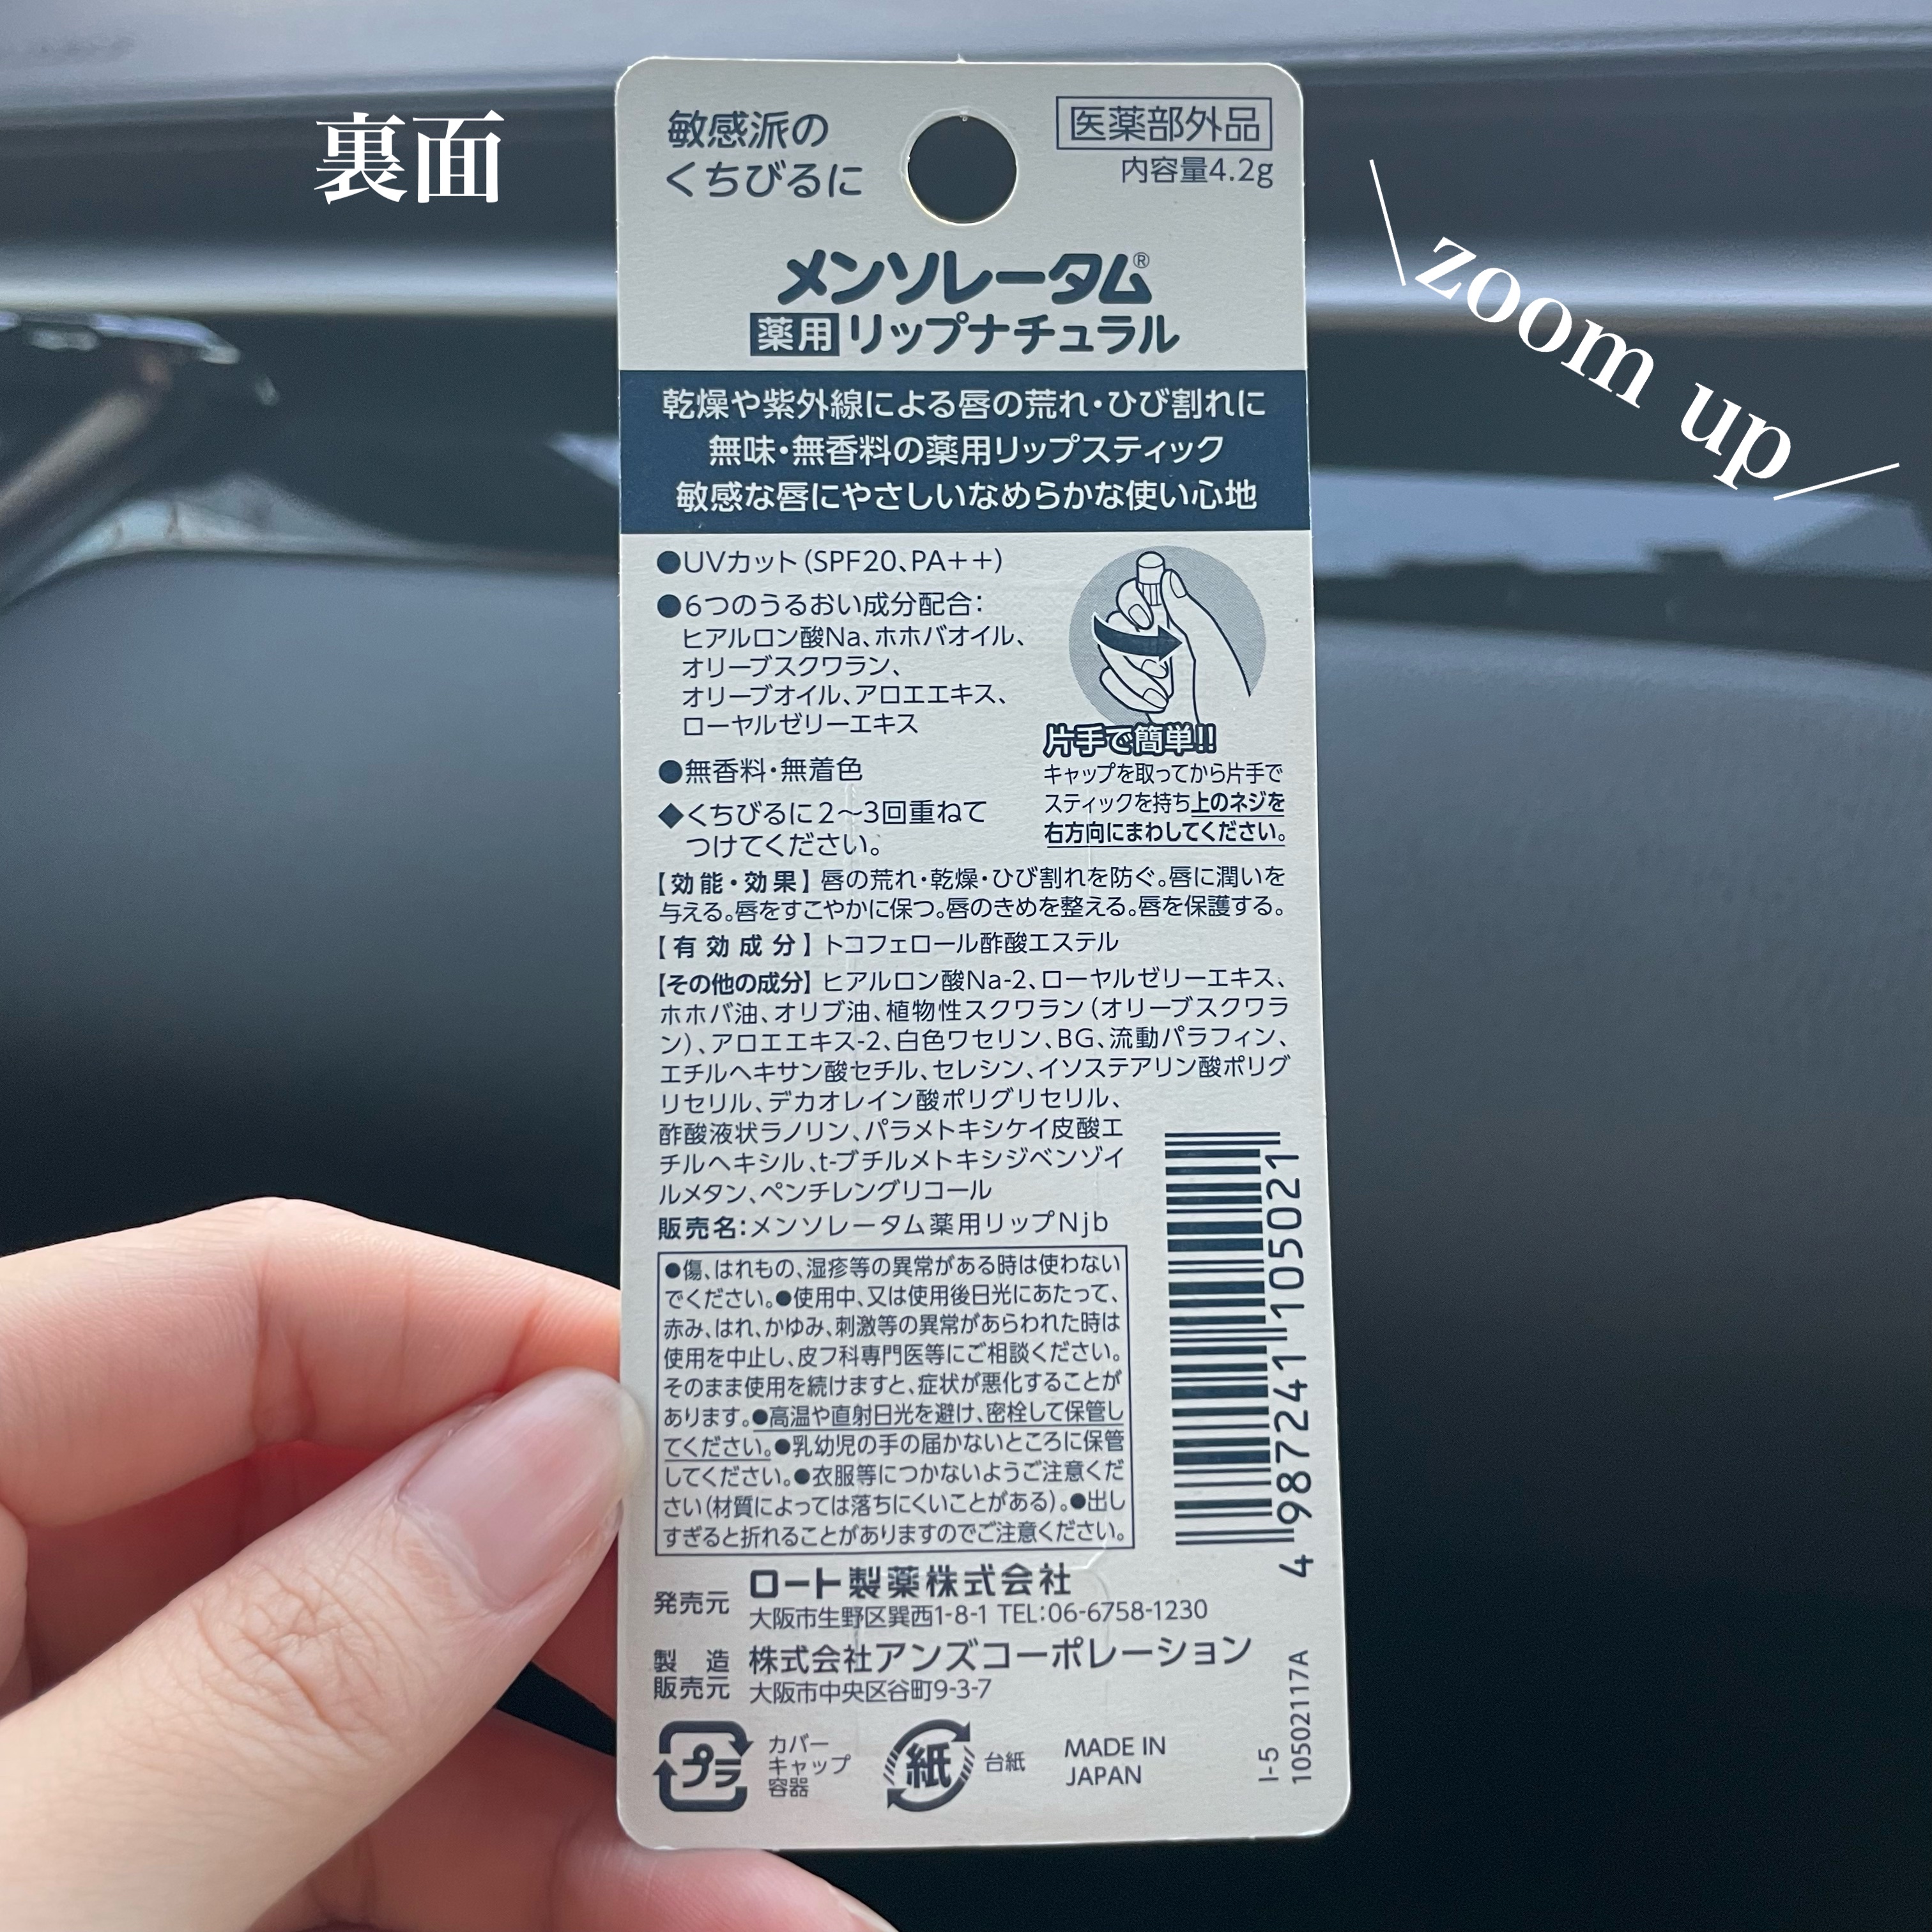 裏面
zoom up
敏感派の
くちびるに
医薬部外品
内容量4.2g
メンソレータム®
薬用 リップナチュラル
乾燥や紫外線による唇の荒れ・ひび割れに
無味・無香料の薬用リップスティック
敏感な唇にやさしいなめらかな使い心地
●UVカット(SPF20、PA++)
●6つのうるおい成分配合：
ヒアルロン酸Na、ホホバオイル、
オリーブスクワラン、
オリーブオイル、アロエエキス、
ローヤルゼリーエキス
●無香料・無着色
◆くちびるに2〜3回重ねて
つけてください。
片手で簡単!!
キャップを取ってから片手で
スティックを持ち上のネジを
右方向にまわしてください。
【効能・効果】唇の荒れ・乾燥・ひび割れを防ぐ。唇に潤いを
与える。唇をすこやかに保つ。唇のきめを整える。唇を保護する。
【有効成分】トコフェロール酢酸エステル
【その他の成分】ヒアルロン酸Na-2、ローヤルゼリーエキス、
ホホバ油、オリブ油、植物性スクワラン(オリーブスクワラ
ン)、アロエエキス-2、白色ワセリン、BG、流動パラフィン、
エチルヘキサン酸セチル、セレシン、イソステアリン酸ポリグ
リセリル、デカオレイン酸ポリグリセリル、
酢酸液状ラノリン、パラメトキシケイ皮酸エ
チルヘキシル、t-ブチルメトキシジベンゾイ
ルメタン、ペンチレングリコール
販売名：メンソレータム薬用リップNjb
●傷、はれもの、湿疹等の異常がある時は使わない
でください。●使用中、又は使用後日光にあたって、
赤み、はれ、かゆみ、刺激等の異常があらわれた時は
使用を中止し、皮フ科専門医等にご相談ください。
そのまま使用を続けますと、症状が悪化することが
あります。●高温や直射日光を避け、密栓して保管し
てください。●乳幼児の手の届かないところに保管
してください。●衣服等につかないようご注意くだ
さい(材質によっては落ちにくいことがある)。●出し
すぎると折れることがありますのでご注意ください。
4 987241 105021
発売元 ロート製薬株式会社
大阪市生野区巽西1-8-1 TEL：06-6758-1230
製造
販売元 株式会社アンズコーポレーション
大阪市中央区谷町9-3-7
プラ
カバー
キャップ
容器
紙 台紙
MADE IN
JAPAN
I-5
10502117A